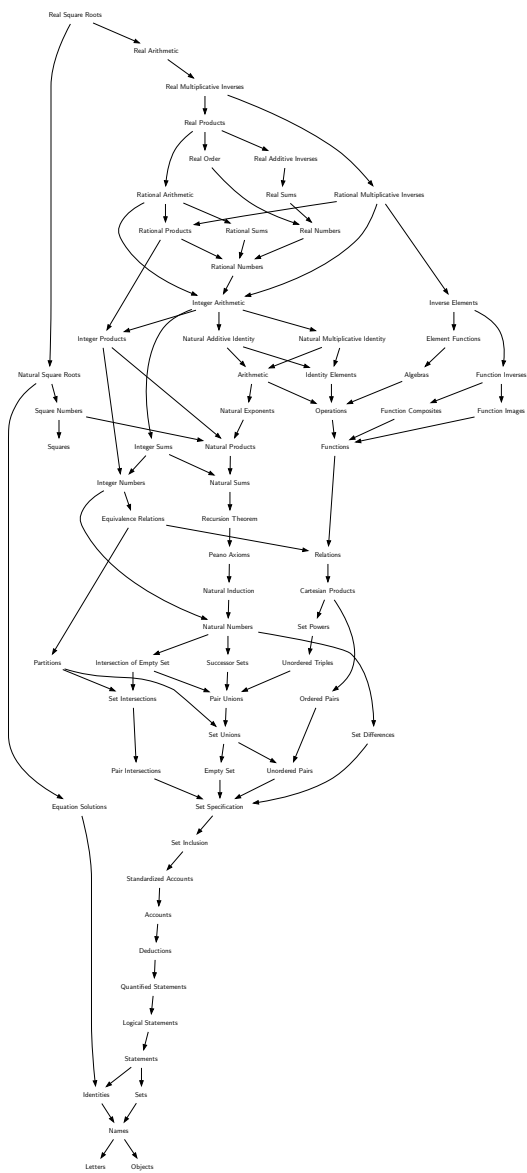 Real Square Roots
Real Arithmetic
Real Multiplicative Inverses
Real Products
Real Order
Real Additive Inverses
Rational Arithmetic
Real Sums
Rational Multiplicative Inverses
Rational Products
Rational Sums
Real Numbers
Rational Numbers
Integer Arithmetic
Inverse Elements
Integer Products
Natural Additive Identity
Natural Multiplicative Identity
Element Functions
Natural Square Roots
Arithmetic
Identity Elements
Algebras
Function Inverses
Square Numbers
Natural Exponents
Operations
Function Composites
Function Images
Squares
Integer Sums
Natural Products
Functions
Integer Numbers
Natural Sums
Equivalence Relations
Recursion Theorem
Peano Axioms
Relations
Natural Induction
Cartesian Products
Natural Numbers
Set Powers
Partitions
Intersection of Empty Set
Successor Sets
Unordered Triples
Set Intersections
Pair Unions
Ordered Pairs
Set Unions
Set Differences
Pair Intersections
Empty Set
Unordered Pairs
Equation Solutions
Set Specification
Set Inclusion
Standardized Accounts
Accounts
Deductions
Quantified Statements
Logical Statements
Statements
Identities
Sets
Names
Letters
Objects